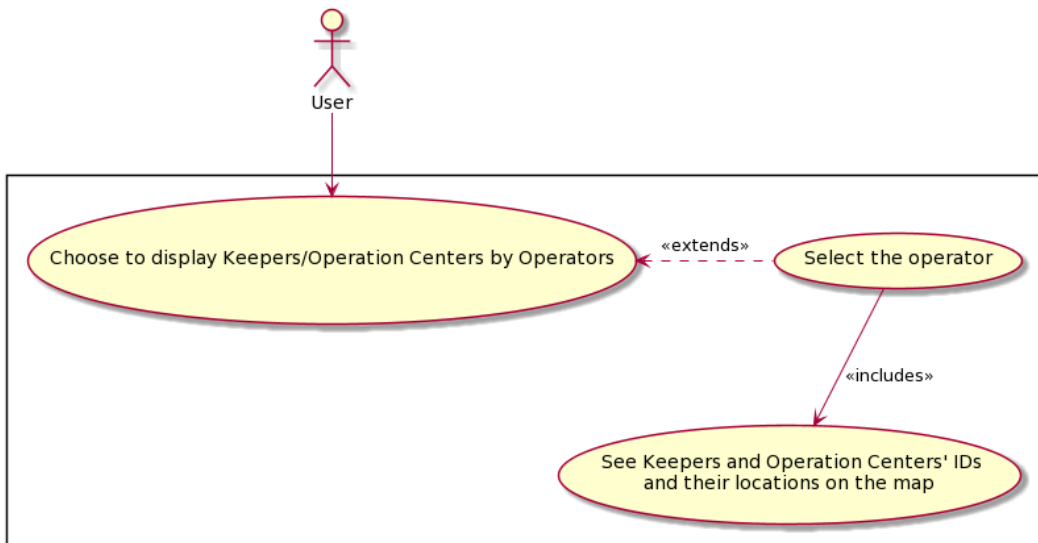 User
Choose to display Keepers/Operation Centers by Operators
«extends»
Select the operator
«includes»
See Keepers and Operation Centers' IDs
and their locations on the map